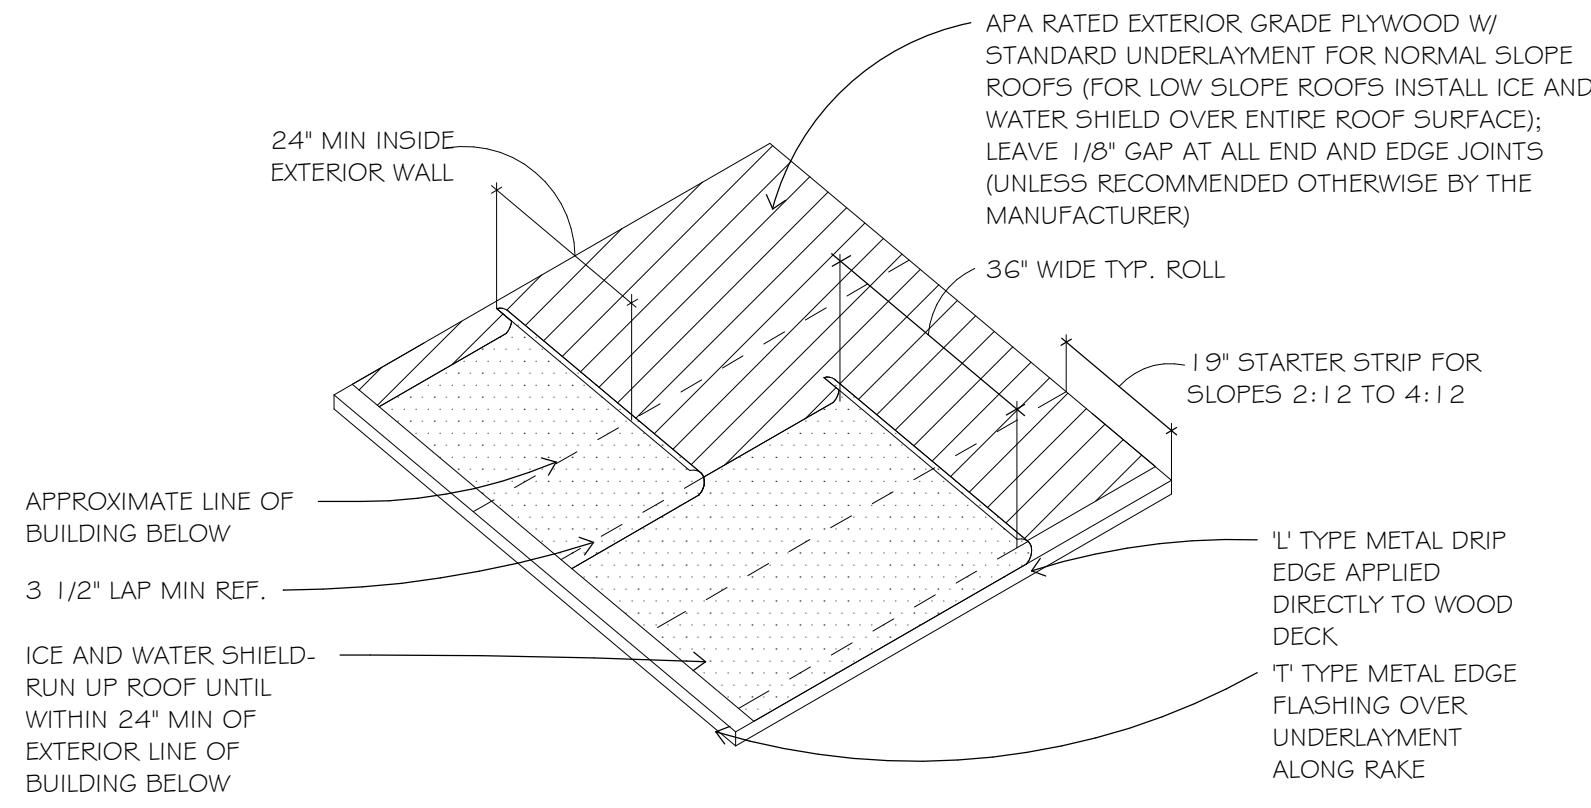 APA RATED EXTERIOR GRADE PLYWOOD W/
STANDARD UNDERLAYMENT FOR NORMAL SLOPE
ROOFS (FOR LOW SLOPE ROOFS INSTALL ICE AND
WATER SHIELD OVER ENTIRE ROOF SURFACE);
LEAVE 1/8" GAP AT ALL END AND EDGE JOINTS
(UNLESS RECOMMENDED OTHERWISE BY THE
MANUFACTURER)
24" MIN INSIDE
EXTERIOR WALL
36" WIDE TYP. ROLL
19" STARTER STRIP FOR
SLOPES 2:12 TO 4:12
APPROXIMATE LINE OF
BUILDING BELOW
3 1/2" LAP MIN REF.
ICE AND WATER SHIELD-
RUN UP ROOF UNTIL
WITHIN 24" MIN OF
EXTERIOR LINE OF
BUILDING BELOW
'L' TYPE METAL DRIP
EDGE APPLIED
DIRECTLY TO WOOD
DECK
'T' TYPE METAL EDGE
FLASHING OVER
UNDERLAYMENT
ALONG RAKE